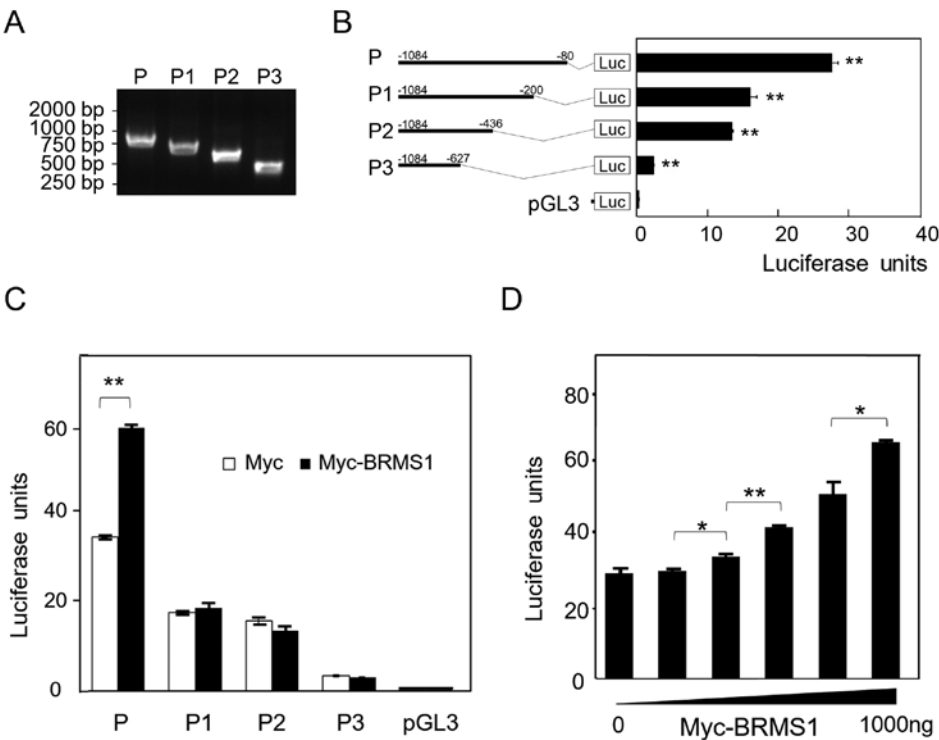 A
P P1 P2 P3
2000 bp
1000 bp
750 bp
500 bp
250 bp
B
P -1084 -80 Luc **
P1 -1084 -200 Luc **
P2 -1084 -436 Luc **
P3 -1084 -627 Luc **
pGL3 Luc
0 10 20 30 40
Luciferase units
C
Luciferase units
60
40
20
0
**
Myc Myc-BRMS1
P P1 P2 P3 pGL3
D
Luciferase units
80
60
40
20
0
*
**
*
0 Myc-BRMS1 1000ng